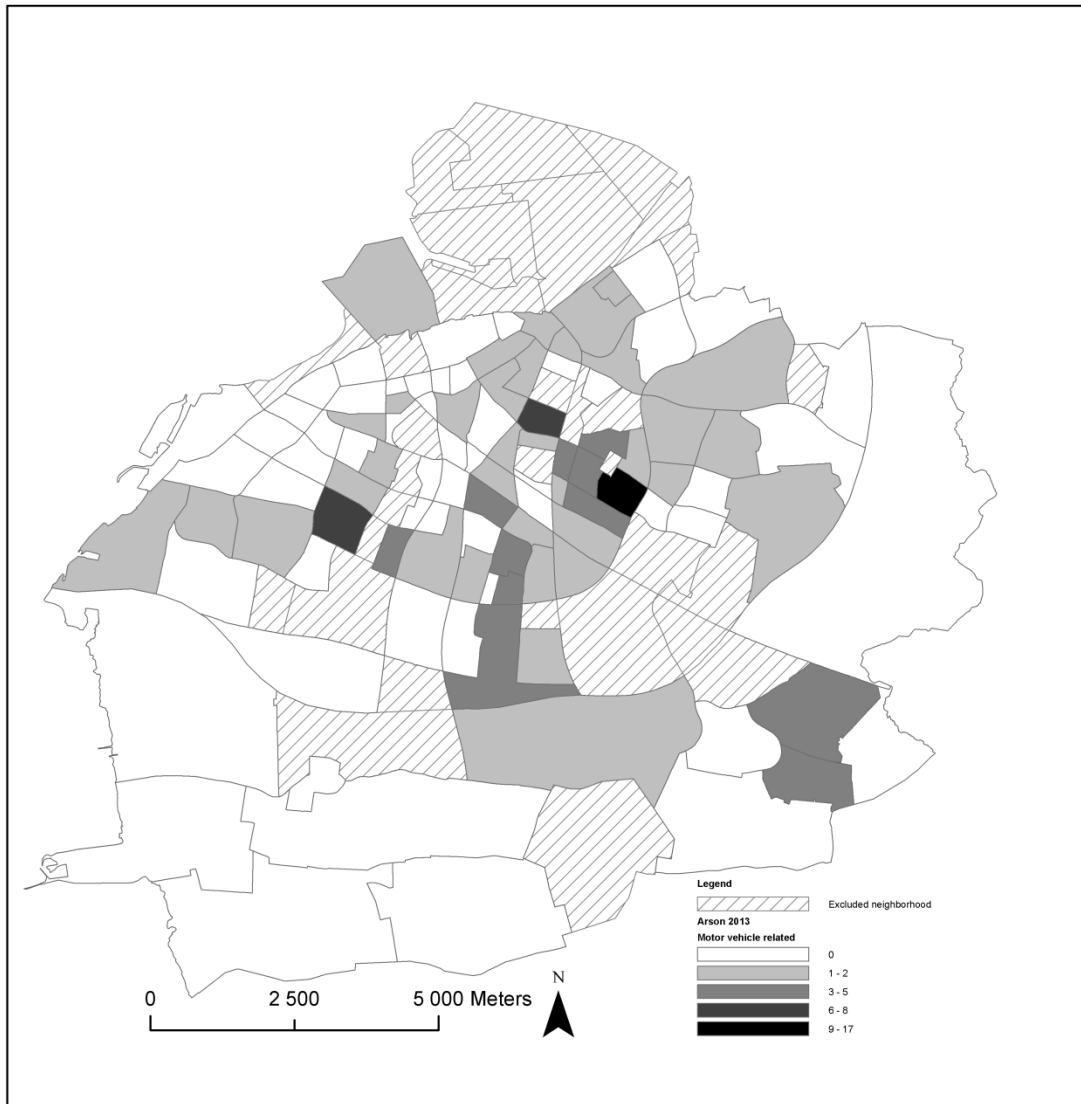 Legend
Excluded neighborhood
Arson 2013
Motor vehicle related
0
1 - 2
3 - 5
6 - 8
9 - 17
N
0 2 500 5 000 Meters